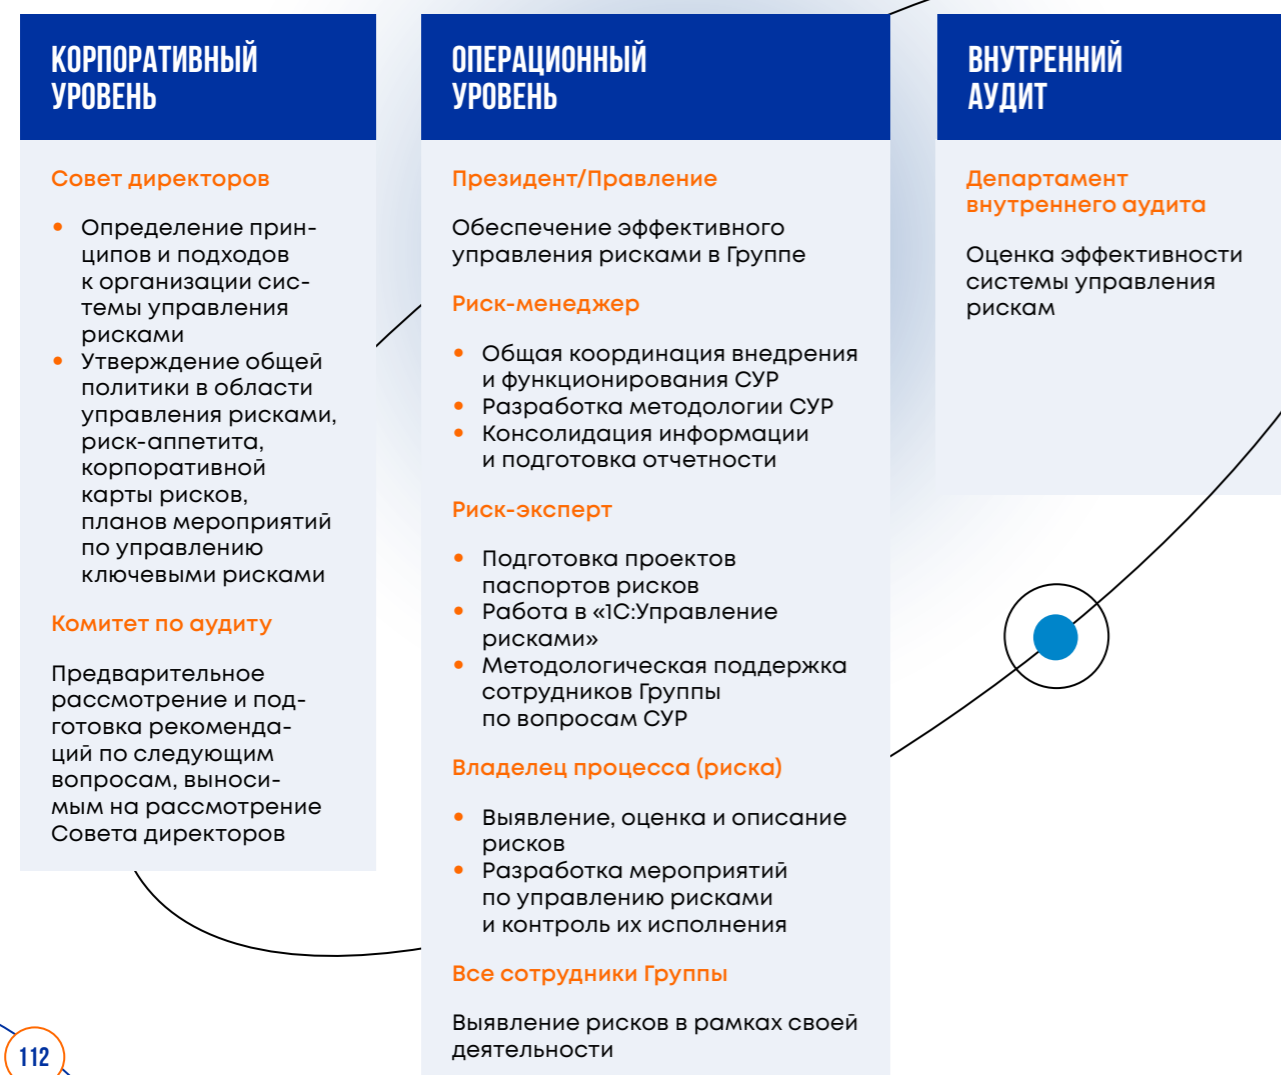 КОРПОРАТИВНЫЙ
УРОВЕНЬ
Совет директоров
• Определение прин-
ципов и подходов
к организации сис-
темы управления
рисками
• Утверждение общей
политики в области
управления рисками,
риск-аппетита,
корпоративной
карты рисков,
планов мероприятий
по управлению
ключевыми рисками
Комитет по аудиту
Предварительное
рассмотрение и под-
готовка рекоменда-
ций по следующим
вопросам, выноси-
мым на рассмотрение
Совета директоров
ОПЕРАЦИОННЫЙ
УРОВЕНЬ
Президент/Правление
Обеспечение эффективного
управления рисками в Группе
Риск-менеджер
• Общая координация внедрения
и функционирования СУР
• Разработка методологии СУР
• Консолидация информации
и подготовка отчетности
Риск-эксперт
• Подготовка проектов
паспортов рисков
• Работа в «1С:Управление
рисками»
• Методологическая поддержка
сотрудников Группы
по вопросам СУР
Владелец процесса (риска)
• Выявление, оценка и описание
рисков
• Разработка мероприятий
по управлению рисками
и контроль их исполнения
Все сотрудники Группы
Выявление рисков в рамках своей
деятельности
ВНУТРЕННИЙ
АУДИТ
Департамент
внутреннего аудита
Оценка эффективности
системы управления
рискам
112